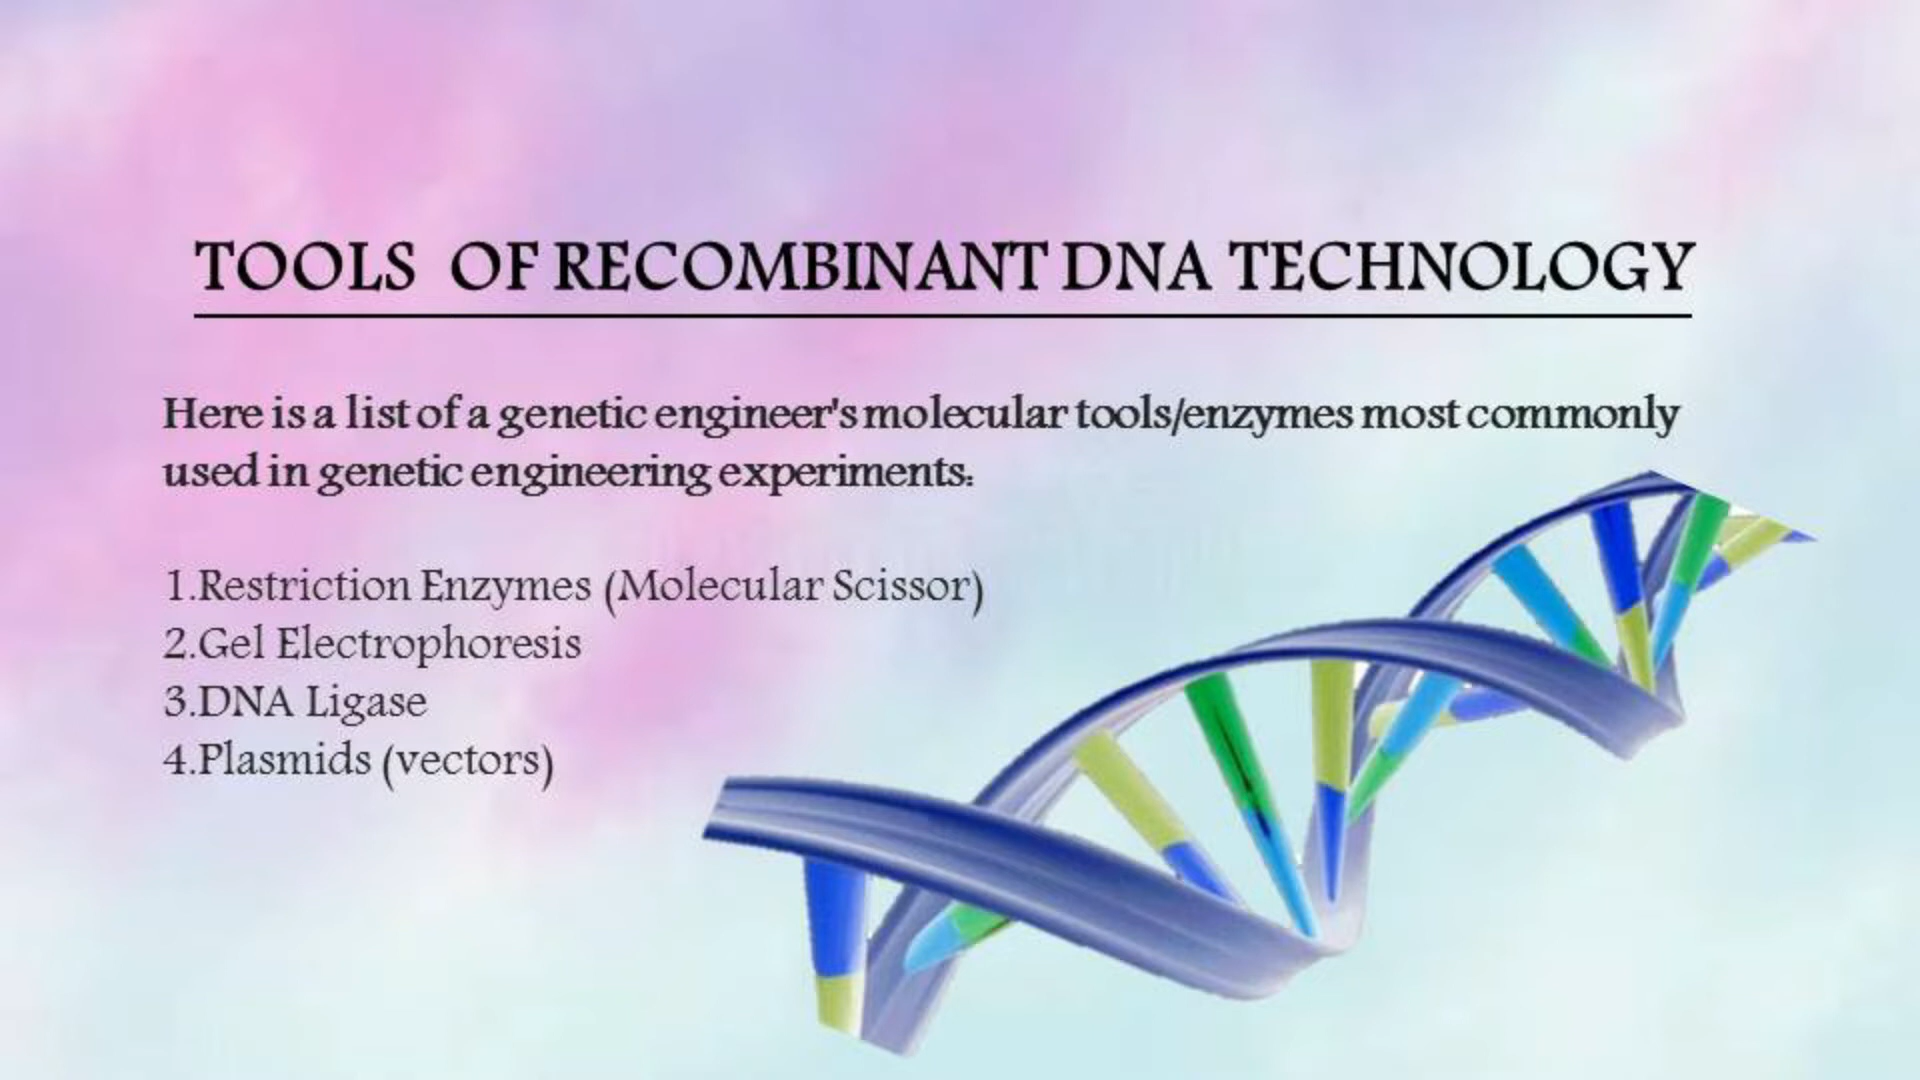 TOOLS OF RECOMBINANT DNA TECHNOLOGY
Here is a list of a genetic engineer's molecular tools/enzymes most commonly
used in genetic engineering experiments:
1.Restriction Enzymes (Molecular Scissor)
2.Gel Electrophoresis
3.DNA Ligase
4.Plasmids (vectors)